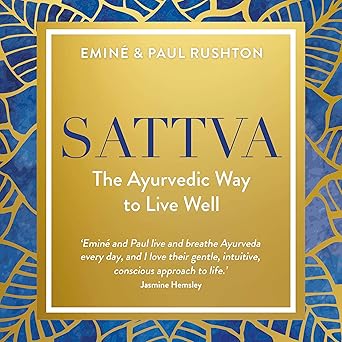 EMINÉ & PAUL RUSHTON
SATTVA
The Ayurvedic Way
to Live Well
‘Eminé and Paul live and breathe Ayurveda
every day, and I love their gentle, intuitive,
conscious approach to life.’
Jasmine Hemsley